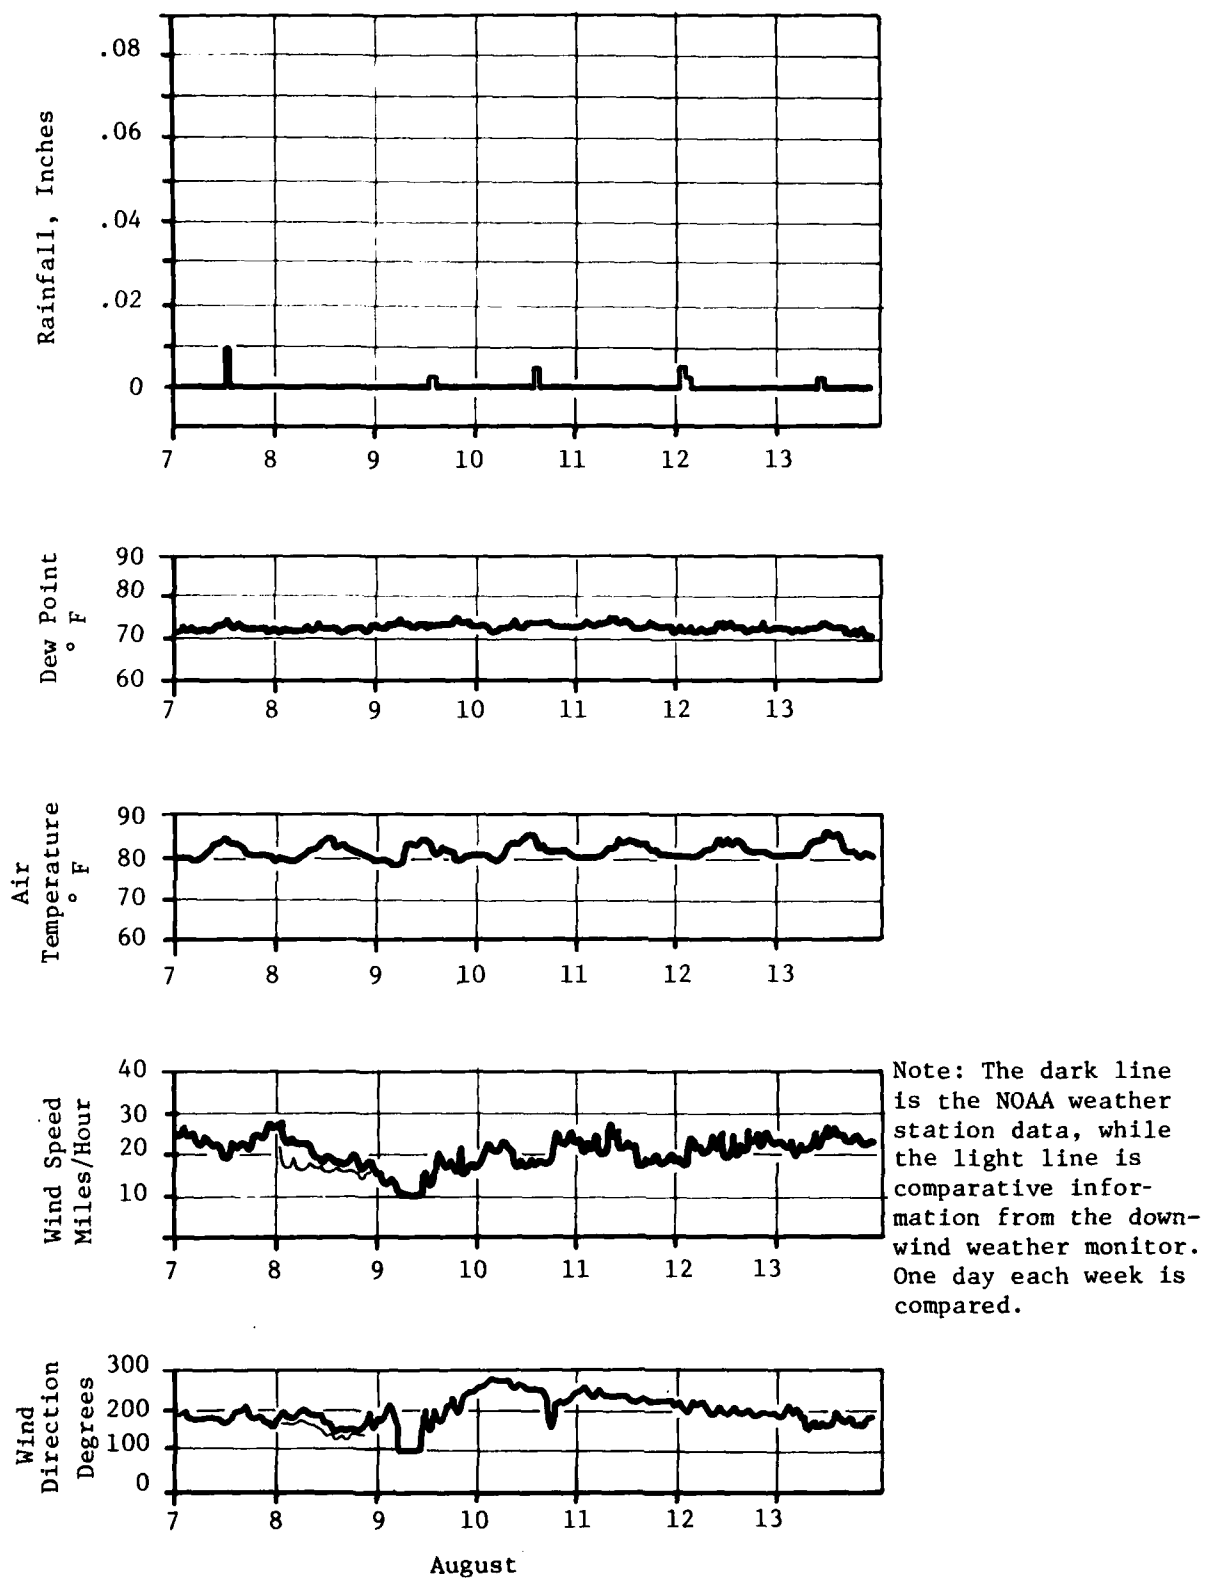 Rainfall, Inches
.08
.06
.04
.02
0
7 8 9 10 11 12 13
Dew Point
° F
90
80
70
60
7 8 9 10 11 12 13
Air
Temperature
° F
90
80
70
60
7 8 9 10 11 12 13
Wind Speed
Miles/Hour
40
30
20
10
7 8 9 10 11 12 13
Note: The dark line
is the NOAA weather
station data, while
the light line is
comparative infor-
mation from the down-
wind weather monitor.
One day each week is
compared.
Wind
Direction
Degrees
300
200
100
0
7 8 9 10 11 12 13
August